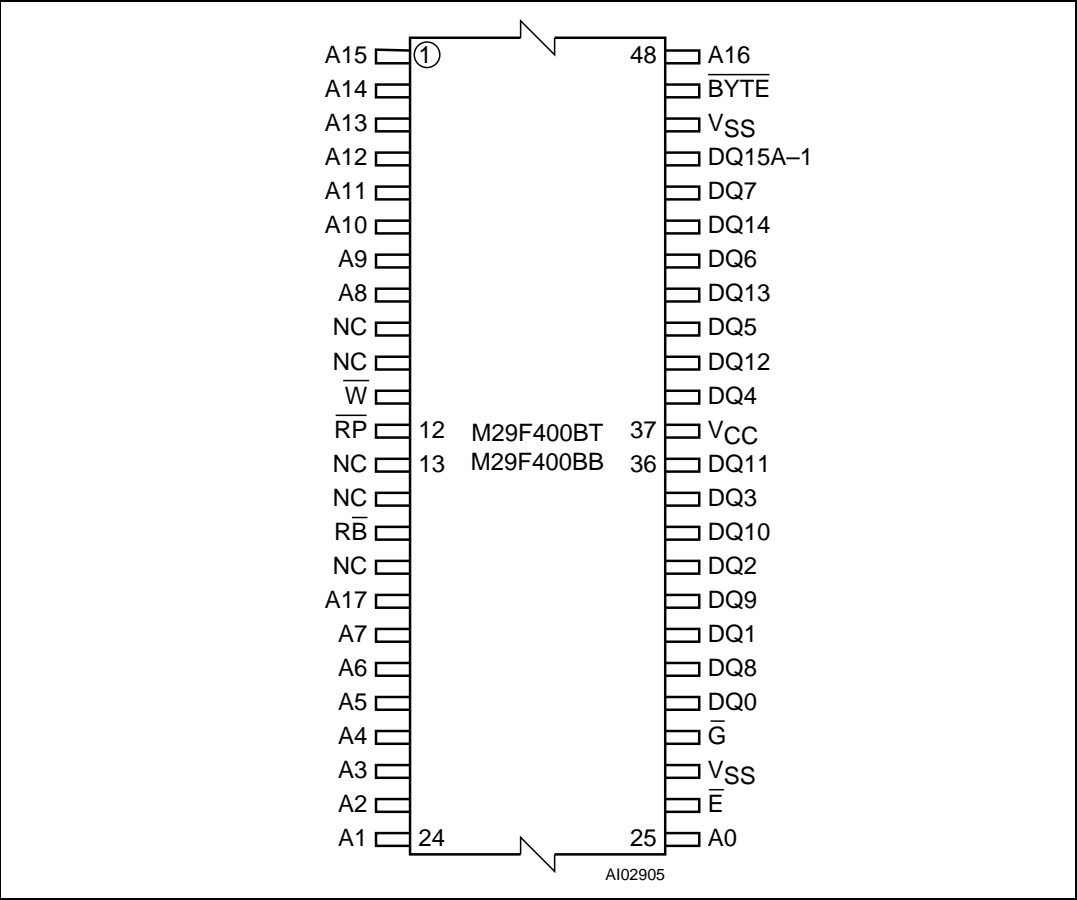 A15 1 48 A16
A14 B̅Y̅T̅E̅
A13 VSS
A12 DQ15A–1
A11 DQ7
A10 DQ14
A9 DQ6
A8 DQ13
NC DQ5
NC DQ12
W̅ DQ4
R̅P̅ 12 M29F400BT 37 VCC
NC 13 M29F400BB 36 DQ11
NC DQ3
RB̅ DQ10
NC DQ2
A17 DQ9
A7 DQ1
A6 DQ8
A5 DQ0
A4 G̅
A3 VSS
A2 E̅
A1 24 25 A0
AI02905